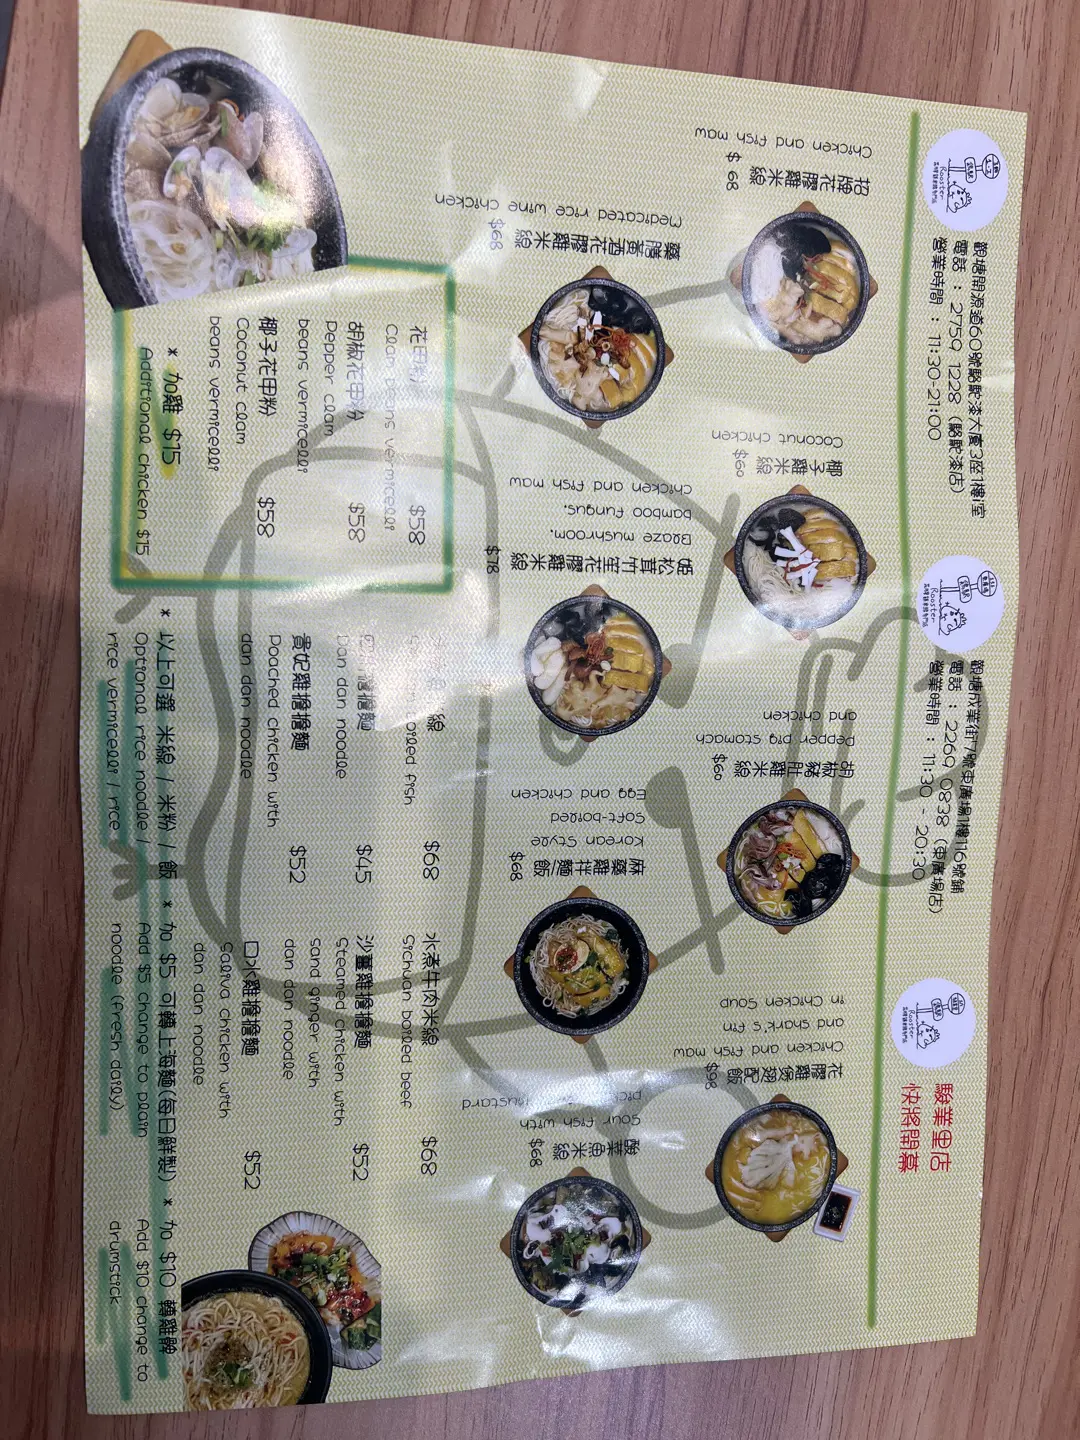 觀塘開源道60號駱駝漆大廈3座1樓I室
電話 : 2759 1228 (駱駝漆店)
營業時間 : 11:30-21:00
觀塘成業街7號東廣場1樓116號鋪
電話 : 2269 0838 (東廣場店)
營業時間 : 11:30 - 20:30
駿業里店
快將開幕
Rooster
Rooster
Rooster
招牌花膠雞米線
$68
Chicken and fish maw
椰子雞米線
$60
Coconut chicken
胡椒豬肚雞米線
$60
Pepper pig stomach
and chicken
花膠雞煲翅配飯
$98
Chicken and fish maw
and shark's fin
in Chicken Soup
藥膳黃酒花膠雞米線
$68
Medicated rice wine chicken
姬松茸竹笙花膠雞米線
$78
Blaze mushroom.
bamboo fungus.
chicken and fish maw
麻藥雞拌麵/飯
$68
Korean Style
Soft-boiled
Egg and chicken
酸菜魚米線
$68
Sour fish with
Mustard
花甲粉
Clam beans vermicelli
$58
胡椒花甲粉
Pepper clam
beans vermicelli
$58
椰子花甲粉
Coconut clam
beans vermicelli
$58
* 加雞 $15
Additional chicken $15
線
boiled fish
$68
擔擔麵
Dan dan noodle
$45
貴妃雞擔擔麵
Poached chicken with
dan dan noodle
$52
水煮牛肉米線
Sichuan boiled beef
$68
沙薑雞擔擔麵
Steamed chicken with
sand ginger with
dan dan noodle
$52
口水雞擔擔麵
Saliva chicken with
dan dan noodle
$52
* 以上可選 米線 / 米粉 / 飯 * 加 $5 可轉上海麵(每日鮮製) * 加 $10 轉雞髀
Optional rice noodle / Add $5 change to plain Add $10 change to
rice vermicelli / rice noodle (fresh daily) drumstick